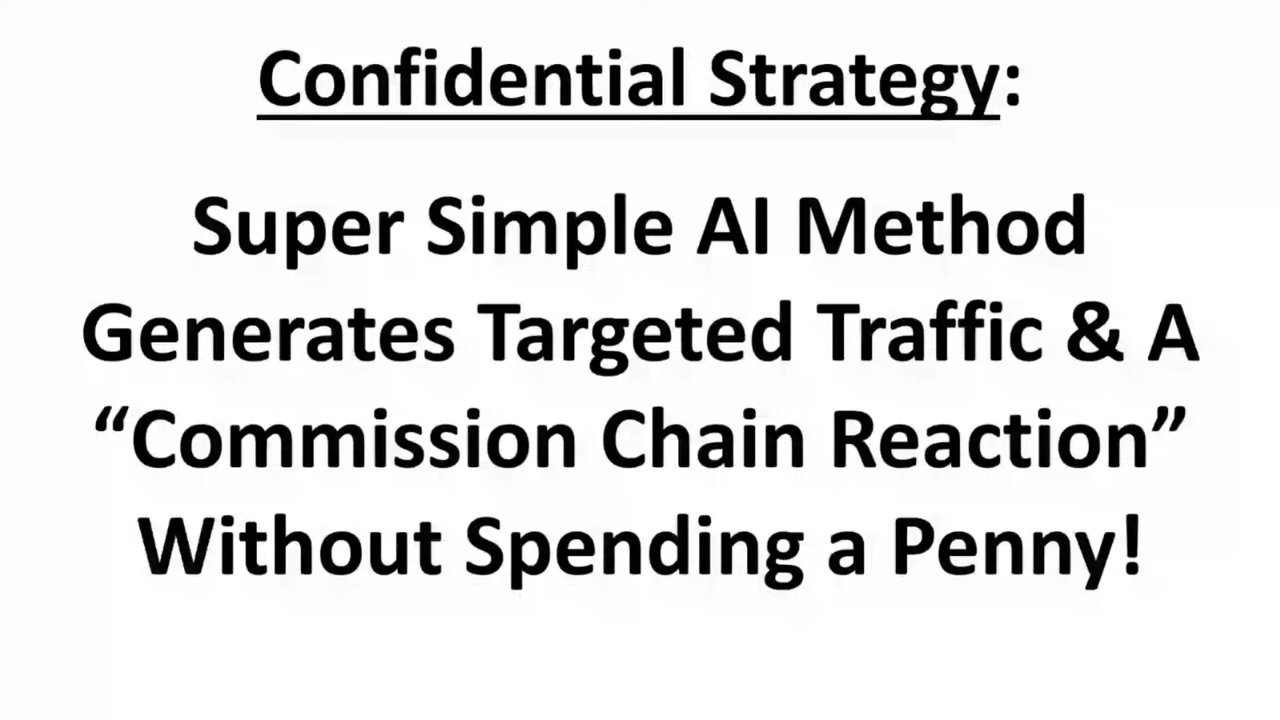 Confidential Strategy:
Super Simple AI Method
Generates Targeted Traffic & A
“Commission Chain Reaction”
Without Spending a Penny!